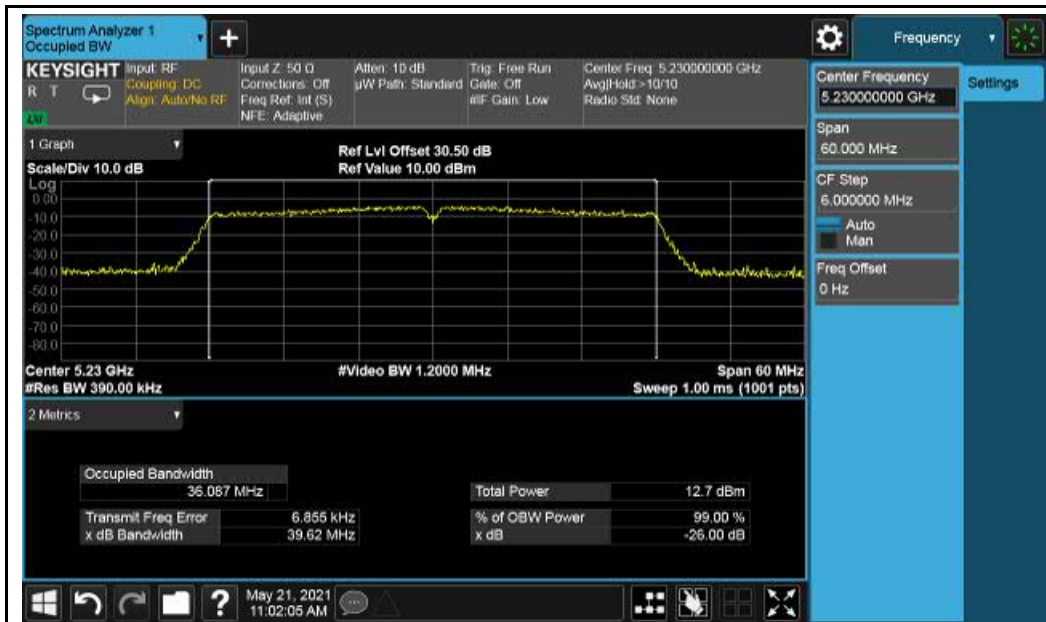 Spectrum Analyzer 1
Occupied BW
+
Frequency
KEYSIGHT
R T
LXI
Input: RF
Coupling: DC
Align: Auto/No RF
Input Z: 50 Ω
Corrections: Off
Freq Ref: Int (S)
NFE: Adaptive
Atten: 10 dB
µW Path: Standard
Trig: Free Run
Gate: Off
#IF Gain: Low
Center Freq: 5.230000000 GHz
Avg|Hold:>10/10
Radio Std: None
Center Frequency
5.230000000 GHz
Settings
Span
60.000 MHz
CF Step
6.000000 MHz
Auto
Man
Freq Offset
0 Hz
1 Graph
Scale/Div 10.0 dB
Ref Lvl Offset 30.50 dB
Ref Value 10.00 dBm
Log
0.00
-10.0
-20.0
-30.0
-40.0
-50.0
-60.0
-70.0
-80.0
Center 5.23 GHz
#Res BW 390.00 kHz
#Video BW 1.2000 MHz
Span 60 MHz
Sweep 1.00 ms (1001 pts)
2 Metrics
Occupied Bandwidth
36.087 MHz
Transmit Freq Error 6.855 kHz
x dB Bandwidth 39.62 MHz
Total Power 12.7 dBm
% of OBW Power 99.00 %
x dB -26.00 dB
?
May 21, 2021
11:02:05 AM